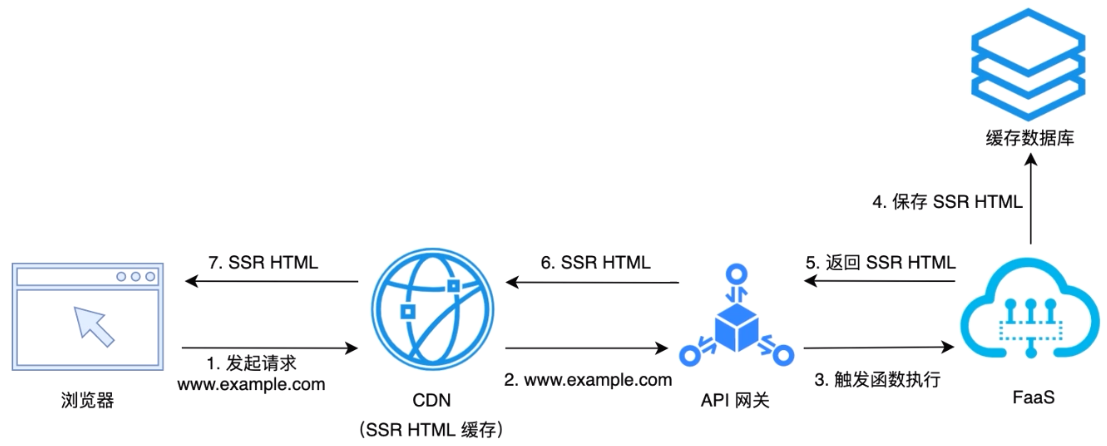 缓存数据库
4. 保存 SSR HTML
7. SSR HTML
6. SSR HTML
5. 返回 SSR HTML
1. 发起请求
www.example.com
2. www.example.com
3. 触发函数执行
浏览器
CDN
(SSR HTML 缓存)
API 网关
FaaS